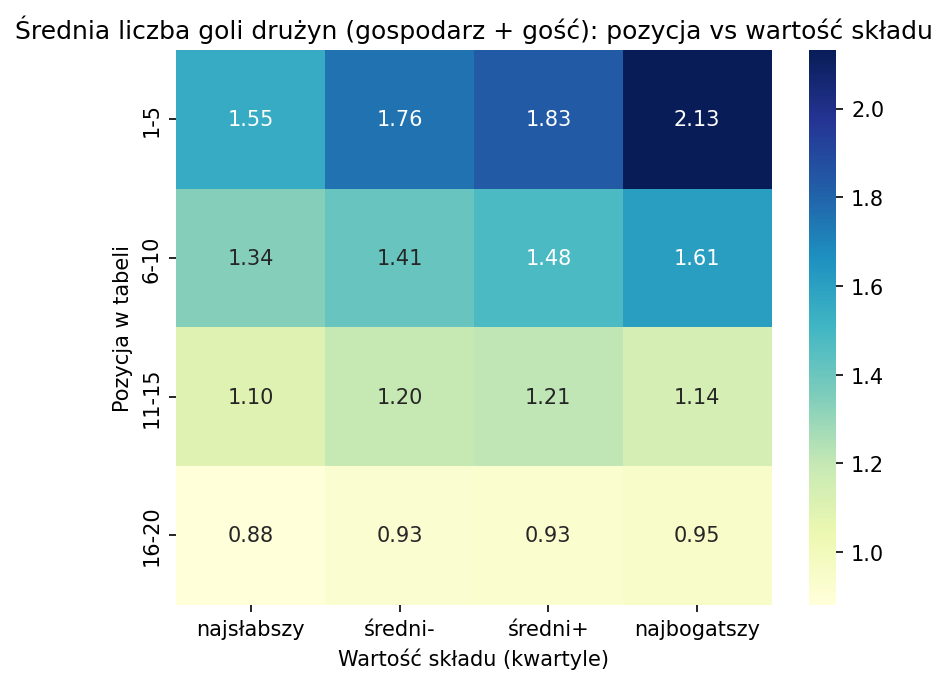 Średnia liczba goli drużyn (gospodarz + gość): pozycja vs wartość składu
Pozycja w tabeli
1-5
1.55 1.76 1.83 2.13
6-10
1.34 1.41 1.48 1.61
11-15
1.10 1.20 1.21 1.14
16-20
0.88 0.93 0.93 0.95
najsłabszy średni- średni+ najbogatszy
Wartość składu (kwartyle)
2.0
1.8
1.6
1.4
1.2
1.0